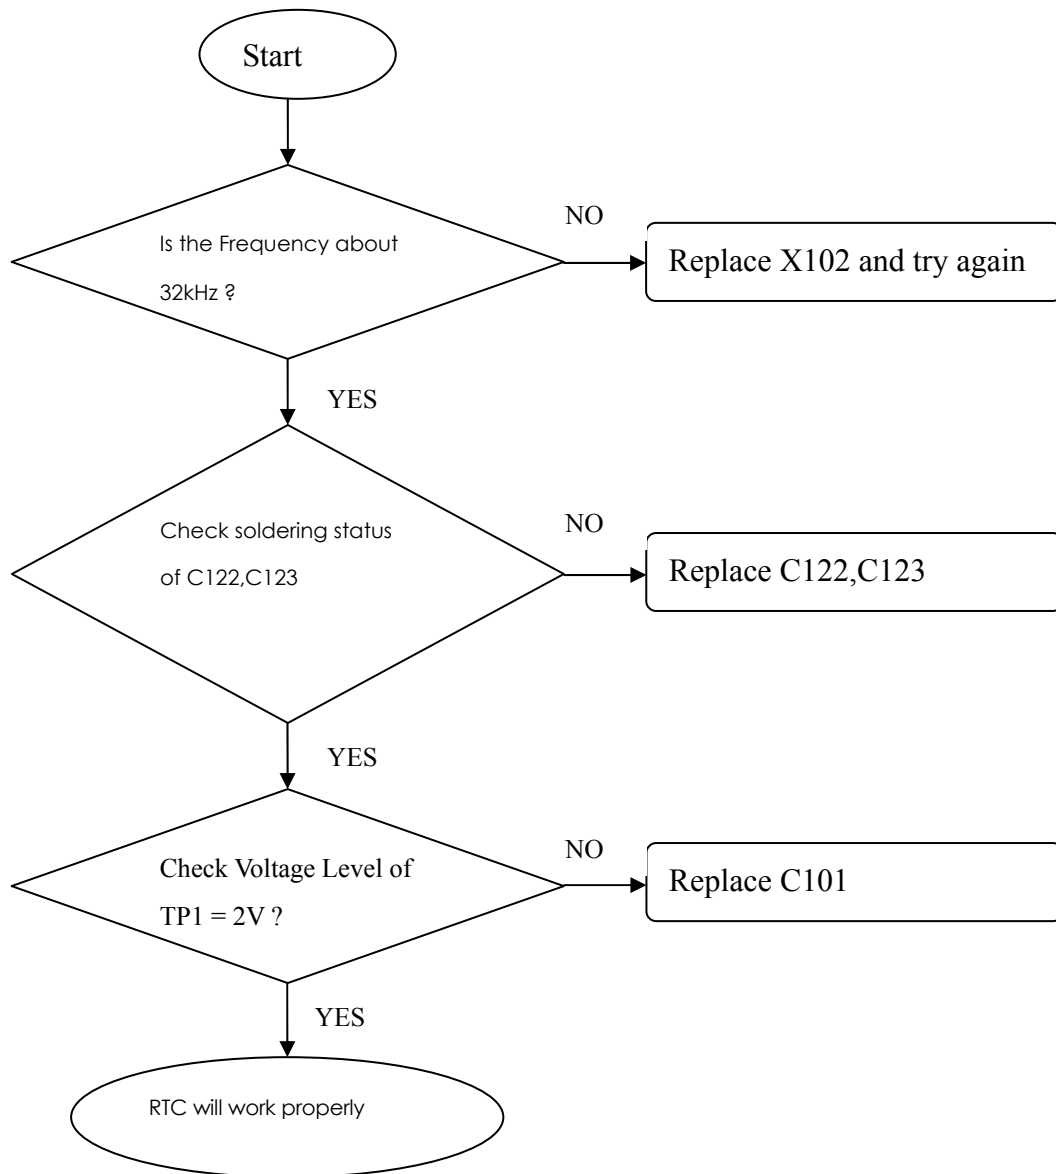 Start
Is the Frequency about
32kHz ?
NO
Replace X102 and try again
YES
Check soldering status
of C122,C123
NO
Replace C122,C123
YES
Check Voltage Level of
TP1 = 2V ?
NO
Replace C101
YES
RTC will work properly